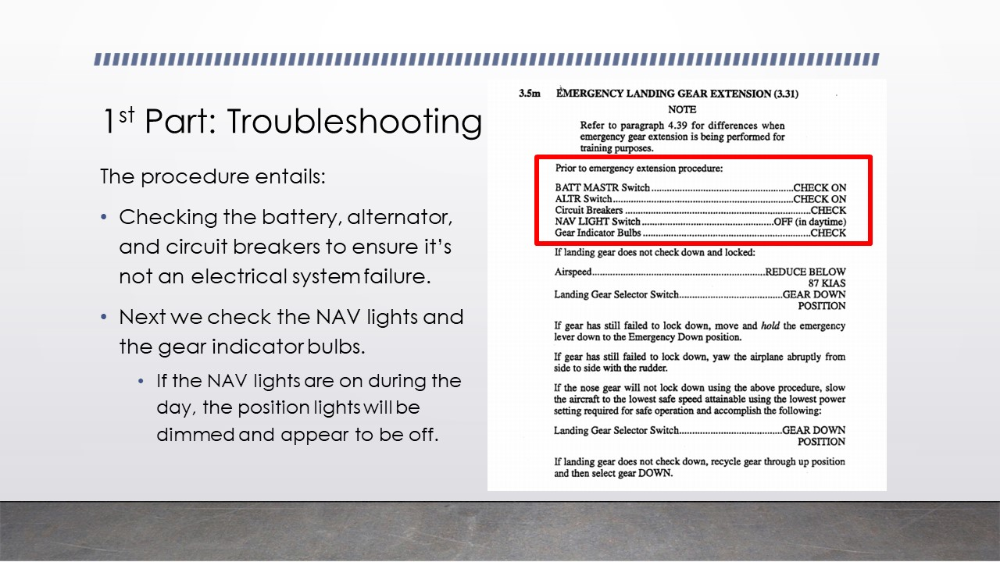 1st Part: Troubleshooting
The procedure entails:
• Checking the battery, alternator,
and circuit breakers to ensure it’s
not an electrical system failure.
• Next we check the NAV lights and
the gear indicator bulbs.
• If the NAV lights are on during the
day, the position lights will be
dimmed and appear to be off.
3.5m EMERGENCY LANDING GEAR EXTENSION (3.31)
NOTE
Refer to paragraph 4.39 for differences when
emergency gear extension is being performed for
training purposes.
Prior to emergency extension procedure:
BATT MASTR Switch..................................................CHECK ON
ALTR Switch..................................................CHECK ON
Circuit Breakers ..................................................CHECK
NAV LIGHT Switch..................................................OFF (in daytime)
Gear Indicator Bulbs ..................................................CHECK
If landing gear does not check down and locked:
Airspeed..................................................REDUCE BELOW
87 KIAS
Landing Gear Selector Switch..............................GEAR DOWN
POSITION
If gear has still failed to lock down, move and hold the emergency
lever down to the Emergency Down position.
If gear has still failed to lock down, yaw the airplane abruptly from
side to side with the rudder.
If the nose gear will not lock down using the above procedure, slow
the aircraft to the lowest safe speed attainable using the lowest power
setting required for safe operation and accomplish the following:
Landing Gear Selector Switch..............................GEAR DOWN
POSITION
If landing gear does not check down, recycle gear through up position
and then select gear DOWN.